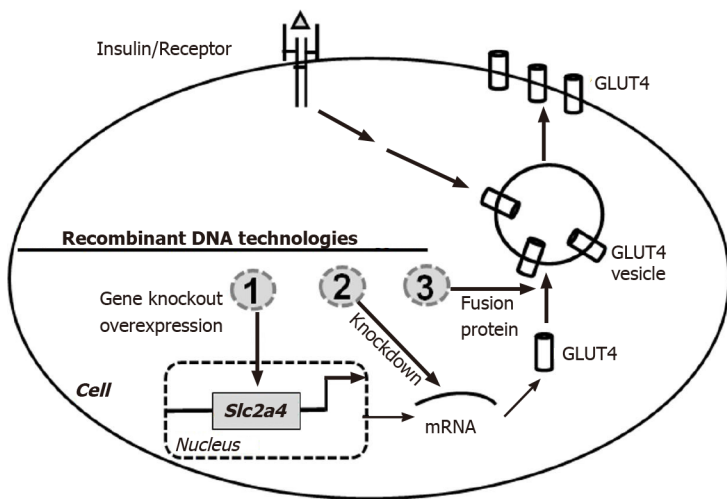 Insulin/Receptor
GLUT4
Recombinant DNA technologies
GLUT4
vesicle
1
2
3
Gene knockout
overexpression
Knockdown
Fusion
protein
GLUT4
Cell
Slc2a4
mRNA
Nucleus